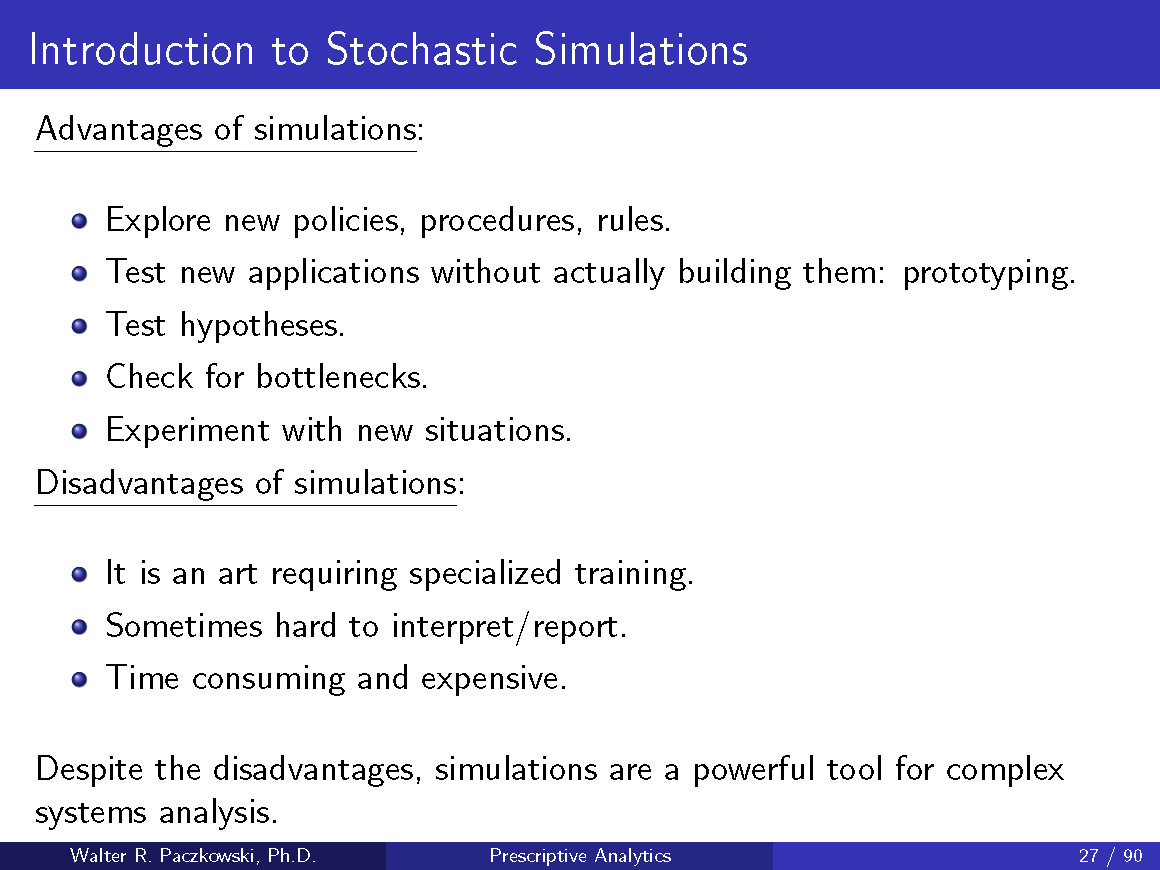 Introduction to Stochastic Simulations
Advantages of simulations:
Explore new policies, procedures, rules.
Test new applications without actually building them: prototyping.
Test hypotheses.
Check for bottlenecks.
Experiment with new situations.
Disadvantages of simulations:
It is an art requiring specialized training.
Sometimes hard to interpret/report.
Time consuming and expensive.
Despite the disadvantages, simulations are a powerful tool for complex
systems analysis.
Walter R. Paczkowski, Ph.D.
Prescriptive Analytics
27 / 90